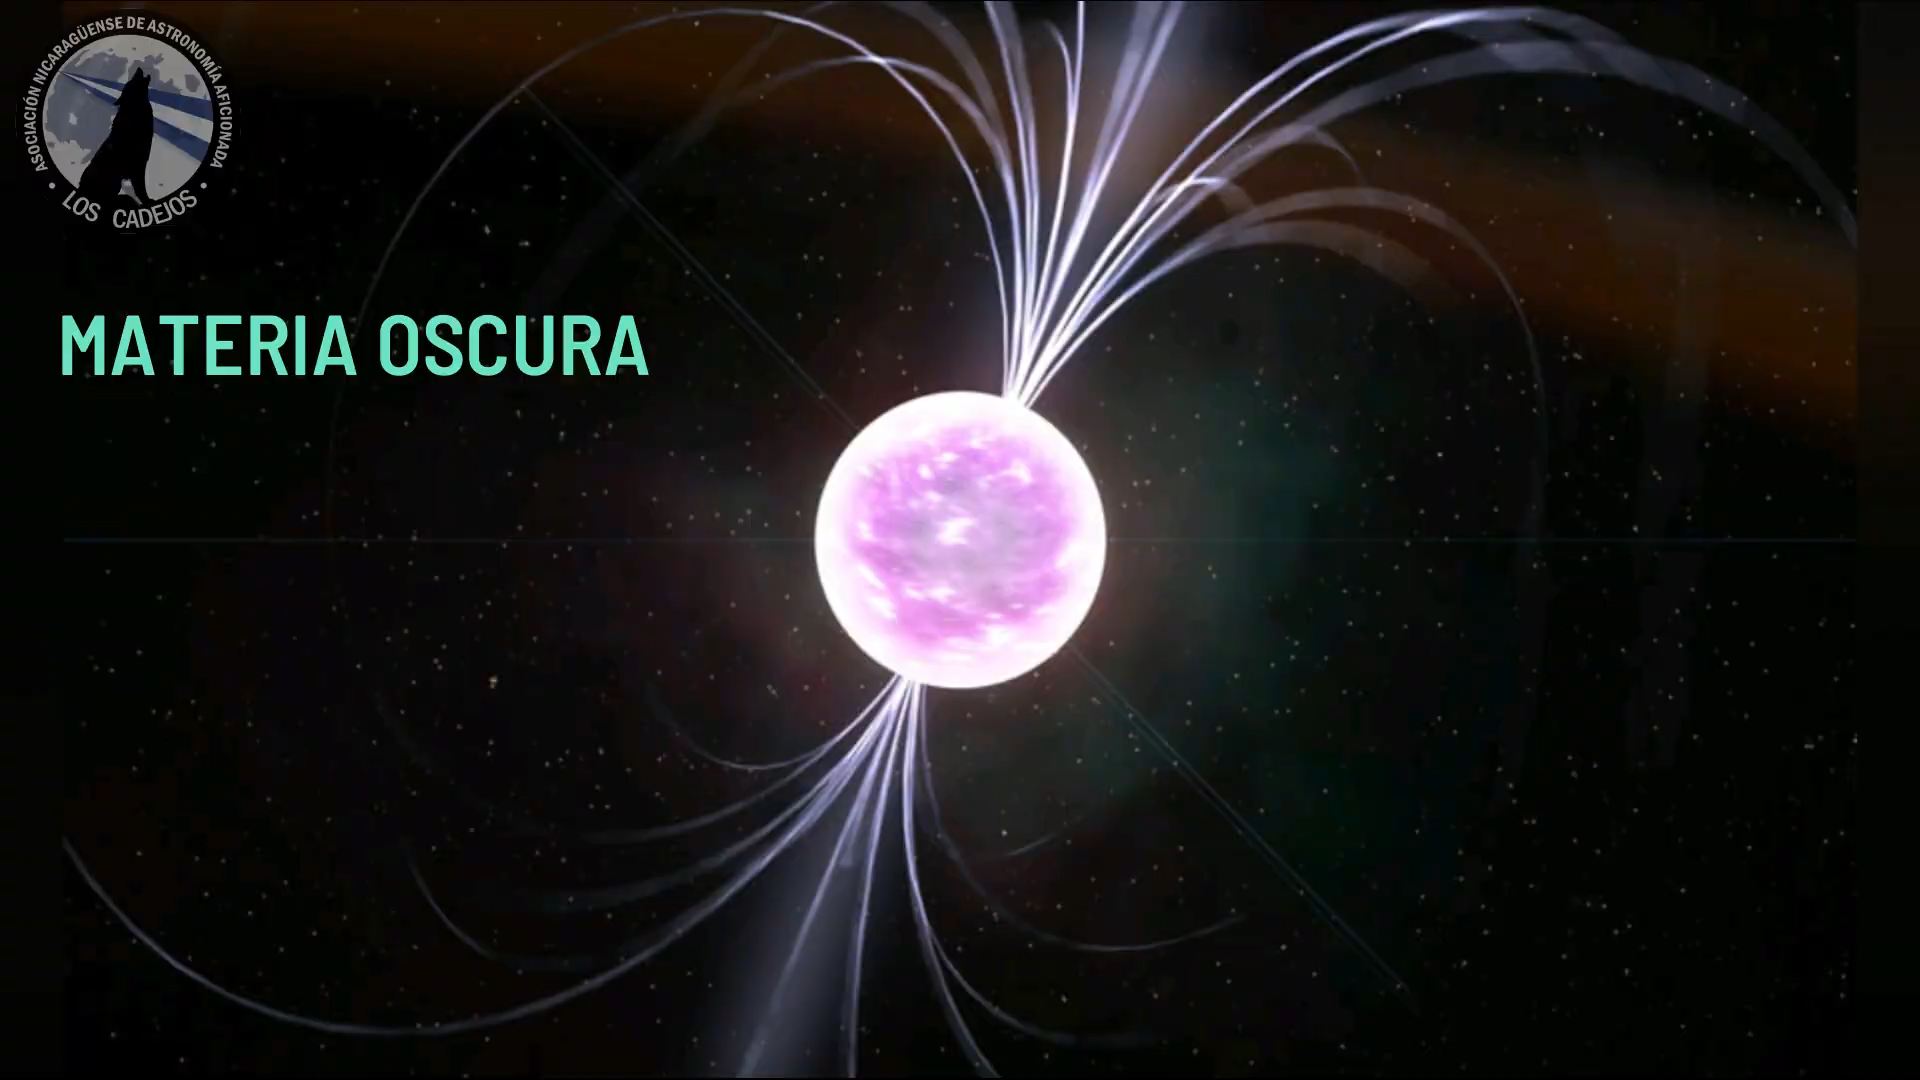 ASOCIACIÓN NICARAGÜENSE DE ASTRONOMÍA AFICIONADA
• LOS CADEJOS •
MATERIA OSCURA